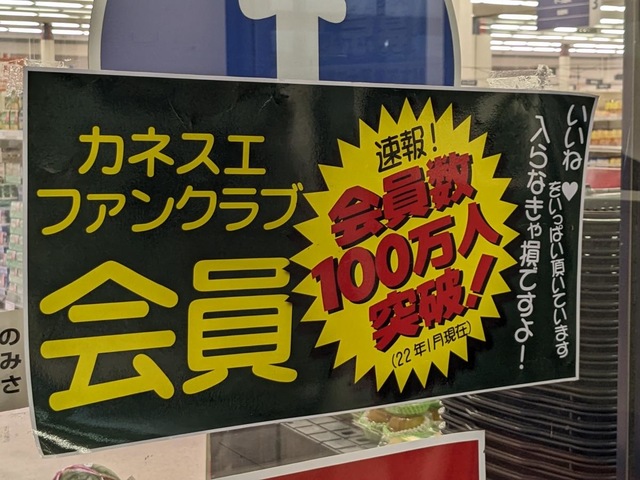 カネスエ
ファンクラブ
会員
速報!
会員数
100万人
突破!
(22年1月現在)
いいね♥をいっぱい頂いています
入らなきゃ損ですよ!
のみさ